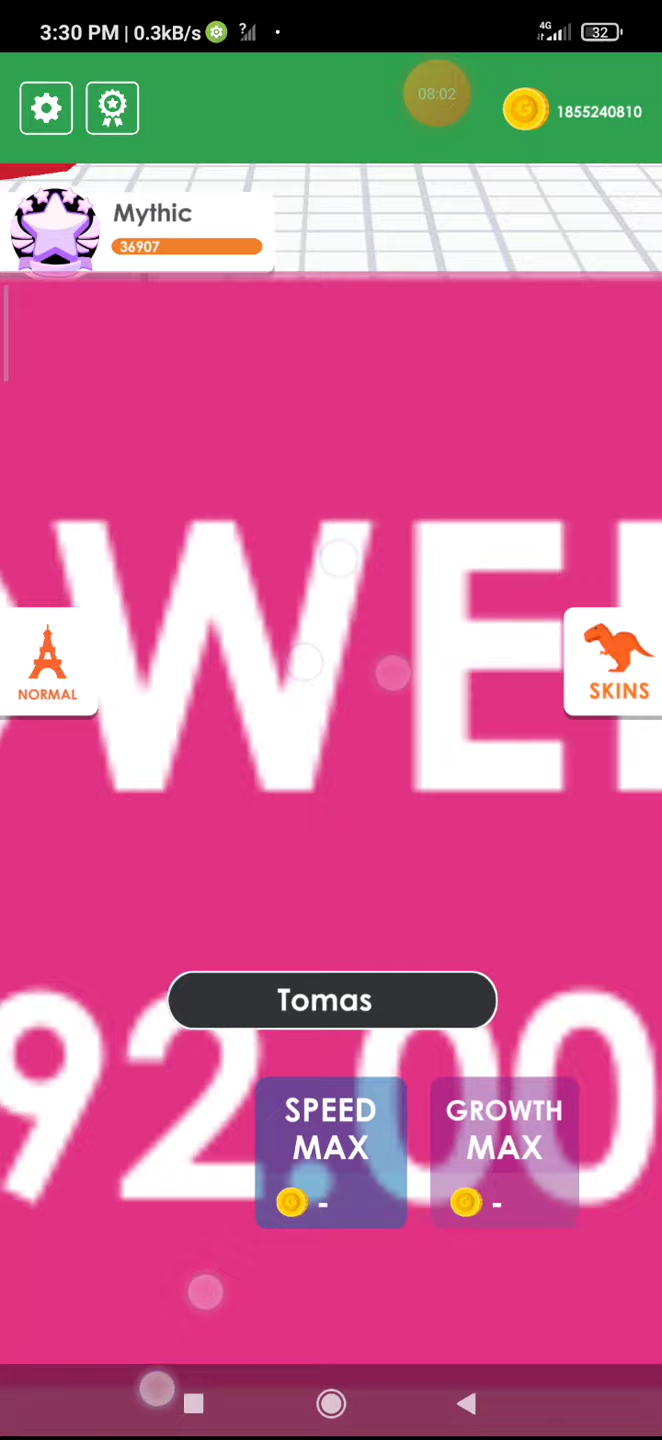 3:30 PM | 0.3kB/s
?
4G
32
08:02
1855240810
Mythic
36907
WE
NORMAL
SKINS
Tomas
92.00
SPEED
MAX
GROWTH
MAX
-
-